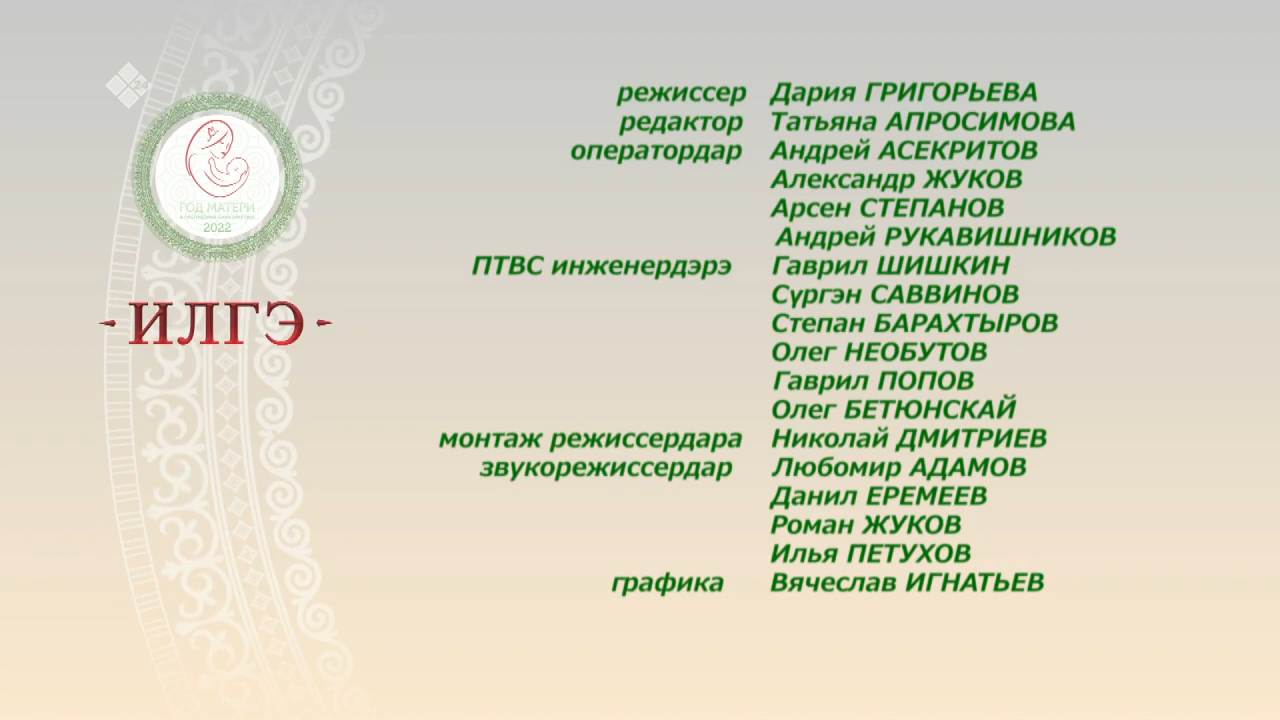 режиссер Дария ГРИГОРЬЕВА
редактор Татьяна АПРОСИМОВА
оператордар Андрей АСЕКРИТОВ
Александр ЖУКОВ
Арсен СТЕПАНОВ
Андрей РУКАВИШНИКОВ
ПТВС инженердэрэ Гаврил ШИШКИН
Сүргэн САВВИНОВ
Степан БАРАХТЫРОВ
Олег НЕОБУТОВ
Гаврил ПОПОВ
Олег БЕТЮНСКАЙ
монтаж режиссердара Николай ДМИТРИЕВ
звукорежиссердар Любомир АДАМОВ
Данил ЕРЕМЕЕВ
Роман ЖУКОВ
Илья ПЕТУХОВ
графика Вячеслав ИГНАТЬЕВ
ГОД МАТЕРИ
2022
ИЛГЭ